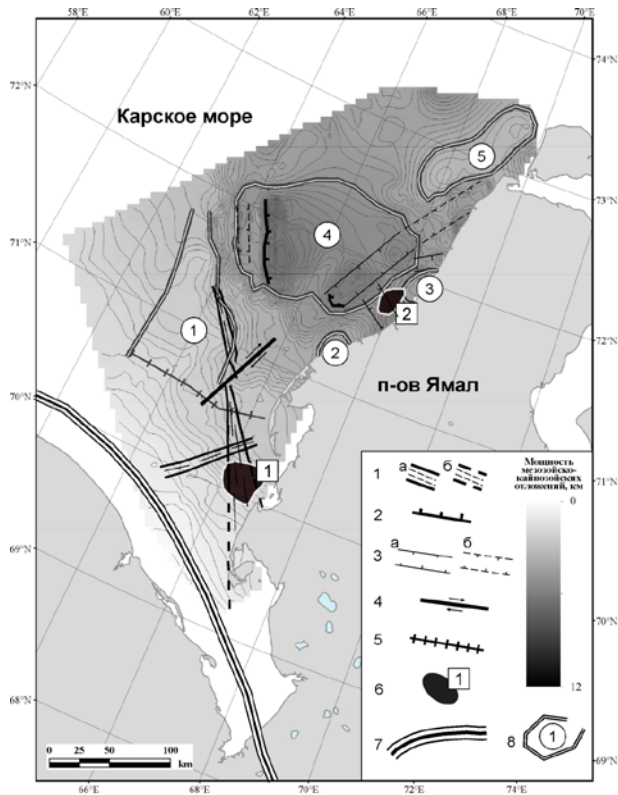 58°E
60°E
62°E
64°E
66°E
68°E
70°E
74°N
72°N
Карское море
5
73°N
4
71°N
3
1
2
2
72°N
п-ов Ямал
70°N
1
Мощность
мезозойско-
кайнозойских
отложений, км
1
а
б
0
2
71°N
3
а
б
69°N
4
5
70°N
6
1
12
68°N
7
8
1
0 25 50 100
km
69°N
66°E
68°E
70°E
72°E
74°E